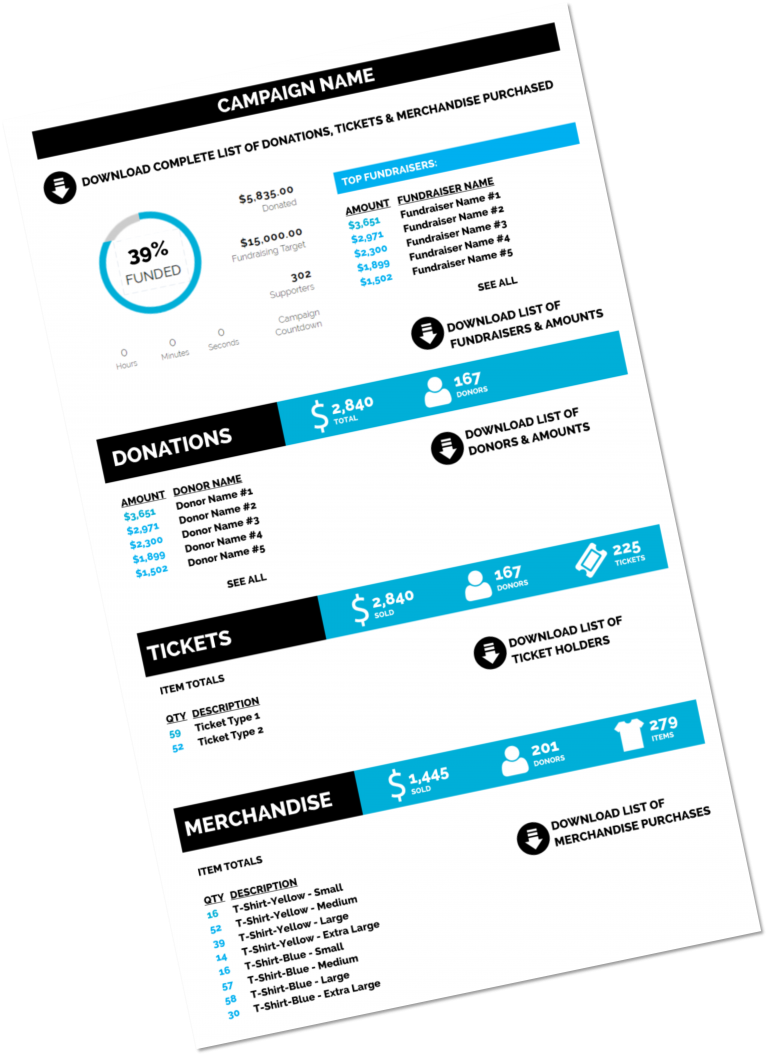 CAMPAIGN NAME
DOWNLOAD COMPLETE LIST OF DONATIONS, TICKETS & MERCHANDISE PURCHASED
39%
FUNDED
$5,835.00
Donated
$15,000.00
Fundraising Target
302
Supporters
Campaign
Countdown
0
Hours
0
Minutes
0
Seconds
TOP FUNDRAISERS:
AMOUNT FUNDRAISER NAME
$3,651 Fundraiser Name #1
$2,971 Fundraiser Name #2
$2,300 Fundraiser Name #3
$1,899 Fundraiser Name #4
$1,502 Fundraiser Name #5
SEE ALL
DOWNLOAD LIST OF
FUNDRAISERS & AMOUNTS
DONATIONS
$ 2,840
TOTAL
167
DONORS
DOWNLOAD LIST OF
DONORS & AMOUNTS
AMOUNT DONOR NAME
$3,651 Donor Name #1
$2,971 Donor Name #2
$2,300 Donor Name #3
$1,899 Donor Name #4
$1,502 Donor Name #5
SEE ALL
TICKETS
$ 2,840
SOLD
167
DONORS
225
TICKETS
DOWNLOAD LIST OF
TICKET HOLDERS
ITEM TOTALS
QTY DESCRIPTION
59 Ticket Type 1
52 Ticket Type 2
MERCHANDISE
$ 1,445
SOLD
201
DONORS
279
ITEMS
DOWNLOAD LIST OF
MERCHANDISE PURCHASES
ITEM TOTALS
QTY DESCRIPTION
16 T-Shirt-Yellow - Small
52 T-Shirt-Yellow - Medium
39 T-Shirt-Yellow - Large
14 T-Shirt-Yellow - Extra Large
16 T-Shirt-Blue - Small
57 T-Shirt-Blue - Medium
58 T-Shirt-Blue - Large
30 T-Shirt-Blue - Extra Large